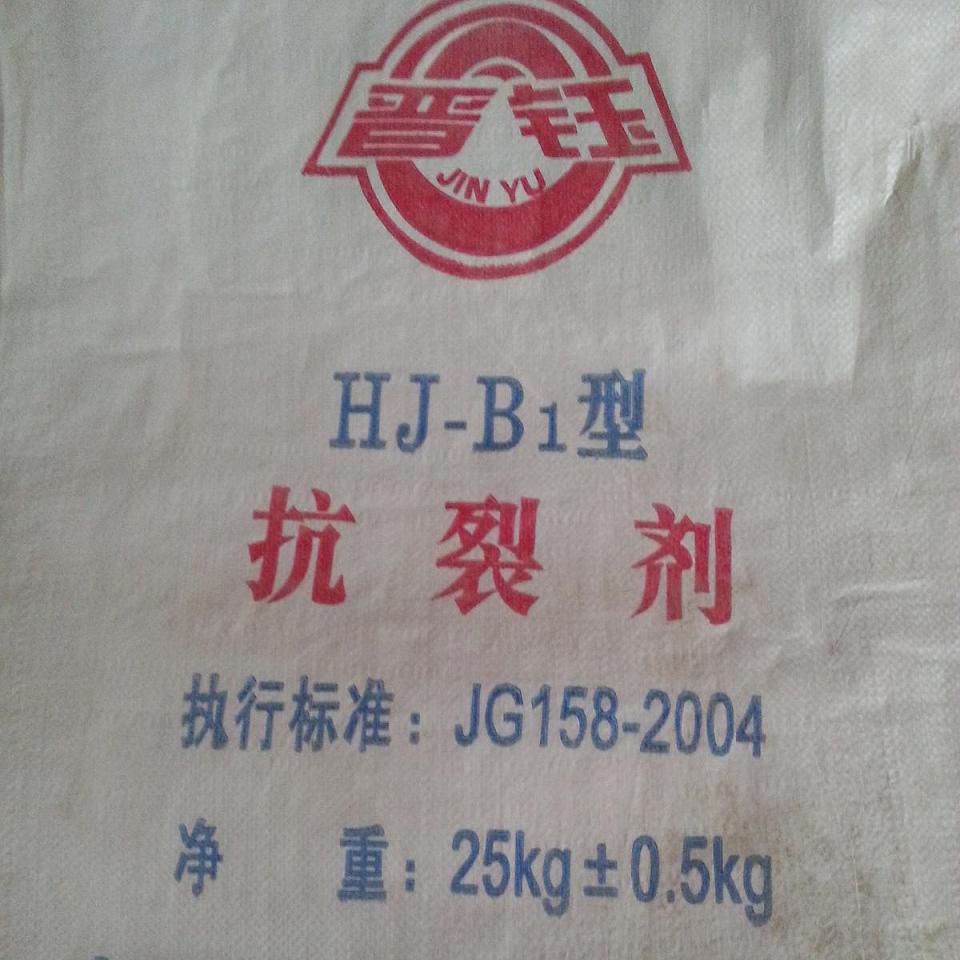 晋钰
JIN YU
HJ-B1型
抗裂剂
执行标准：JG158-2004
净 重：25kg±0.5kg